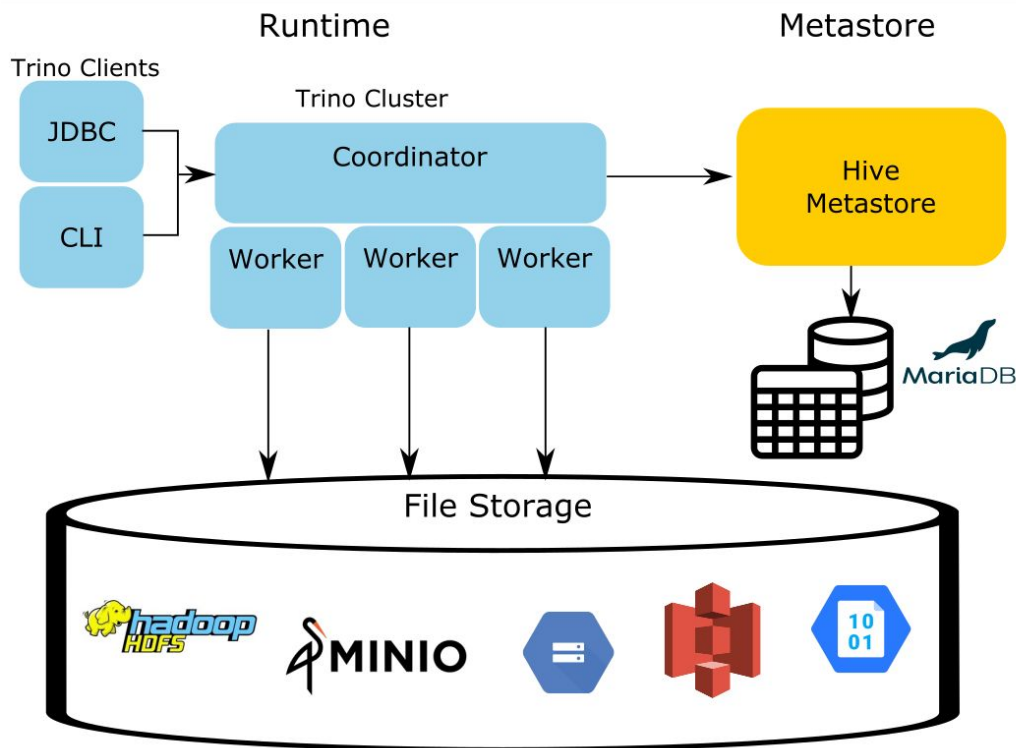 Runtime
Metastore
Trino Clients
JDBC
CLI
Trino Cluster
Coordinator
Worker
Worker
Worker
Hive
Metastore
MariaDB
File Storage
hadoop
HDFS
MINIO
10
01